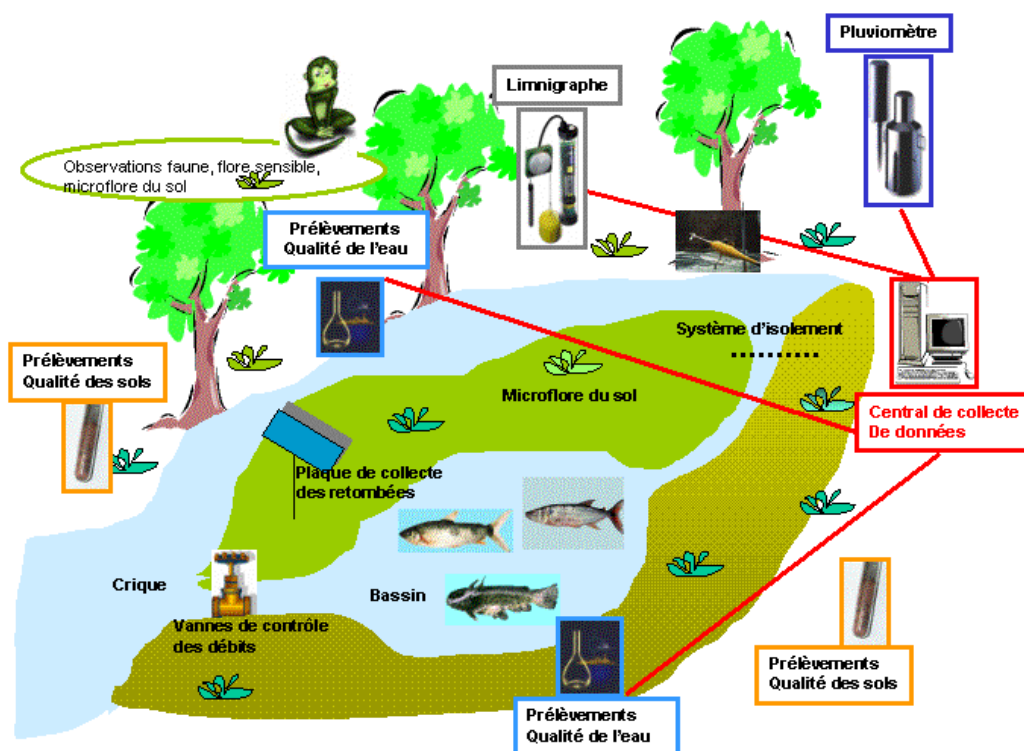 Pluviomètre
Limnigraphe
Observations faune, flore sensible,
microflore du sol
Prélèvements
Qualité de l'eau
Système d'isolement
Prélèvements
Qualité des sols
Microflore du sol
Central de collecte
De données
Plaque de collecte
des retombées
Crique
Bassin
Vannes de contrôle
des débits
Prélèvements
Qualité des sols
Prélèvements
Qualité de l'eau